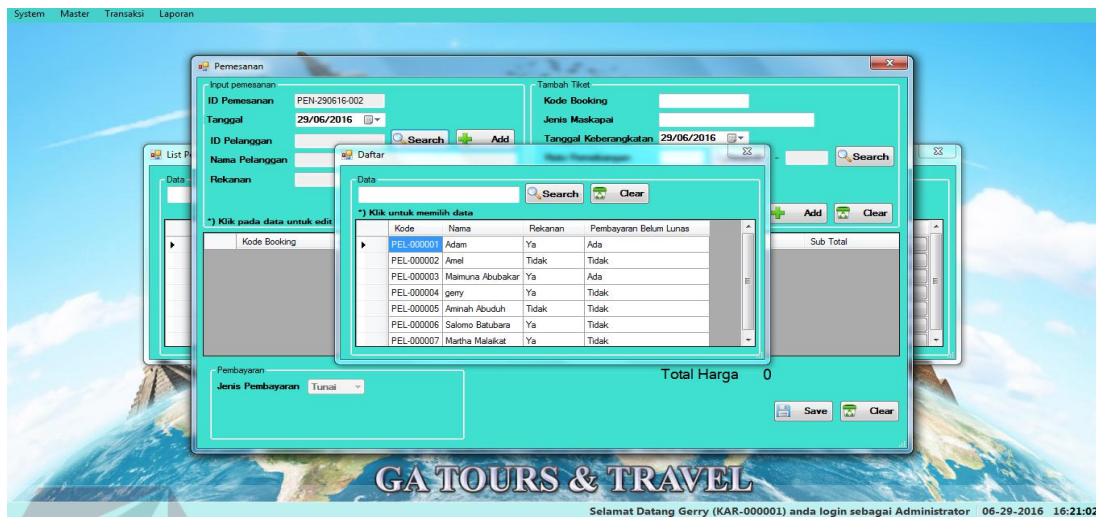 System Master Transaksi Laporan
Pemesanan
Input pemesanan
ID Pemesanan PEN-290616-002
Tanggal 29/06/2016
ID Pelanggan Search Add
Nama Pelanggan
Rekanan
*) Klik pada data untuk edit
Tambah Tiket
Kode Booking
Jenis Maskapai
Tanggal Keberangkatan 29/06/2016
- Search
Add Clear
List
Data
Daftar
Data
Search Clear
*) Klik untuk memilih data
Kode Nama Rekanan Pembayaran Belum Lunas
PEL-000001 Adam Ya Ada
PEL-000002 Amel Tidak Tidak
PEL-000003 Maimuna Abubakar Ya Ada
PEL-000004 gerry Ya Tidak
PEL-000005 Aminah Abuduh Tidak Tidak
PEL-000006 Salomo Batubara Ya Tidak
PEL-000007 Martha Malaikat Ya Tidak
Kode Booking Sub Total
Pembayaran
Jenis Pembayaran Tunai
Total Harga 0
Save Clear
GA TOURS & TRAVEL
Selamat Datang Gerry (KAR-000001) anda login sebagai Administrator 06-29-2016 16:21:02